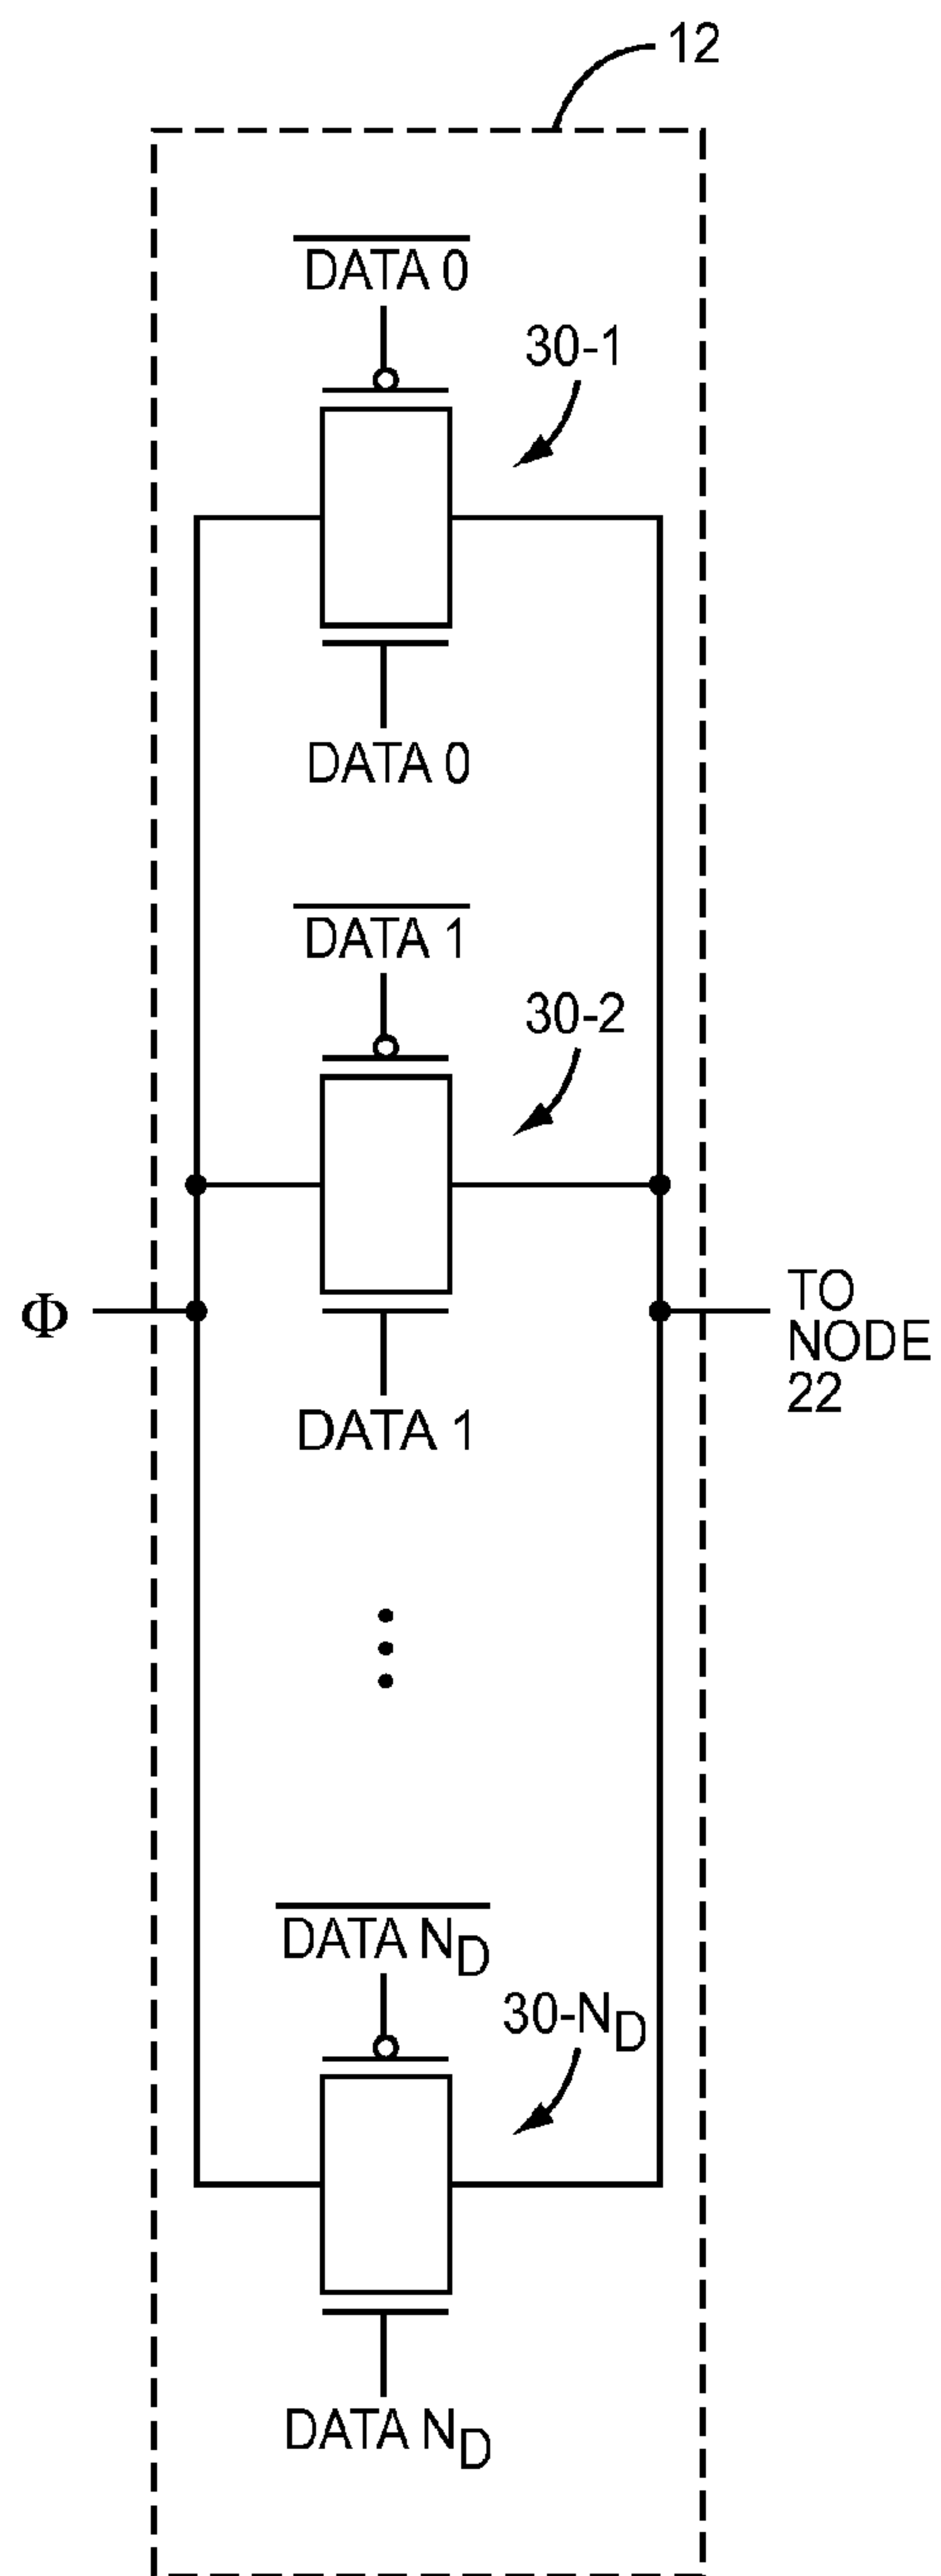 12
DATA 0
30-1
DATA 0
DATA 1
30-2
Φ
TO
NODE
22
DATA 1
DATA N_D
30-N_D
DATA N_D